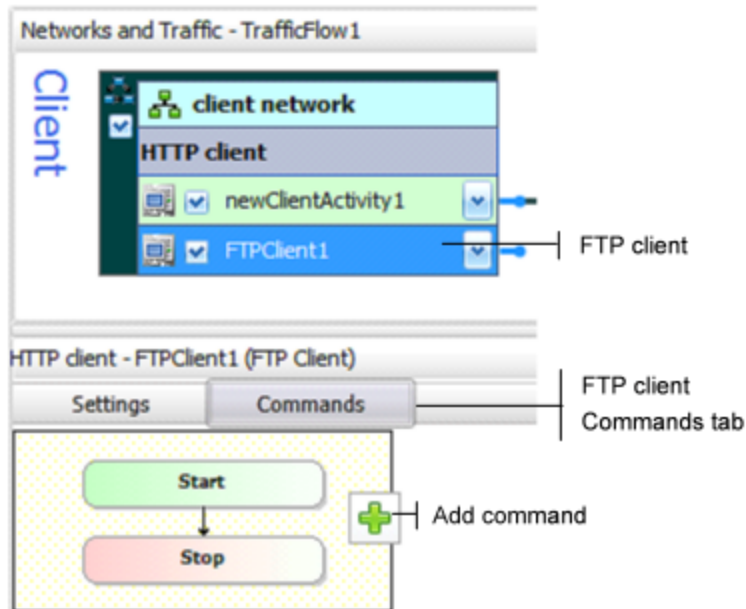 Networks and Traffic - TrafficFlow1
Client
client network
HTTP client
newClientActivity1
FTPClient1
FTP client
HTTP client - FTPClient1 (FTP Client)
Settings
Commands
FTP client
Commands tab
Start
Stop
Add command